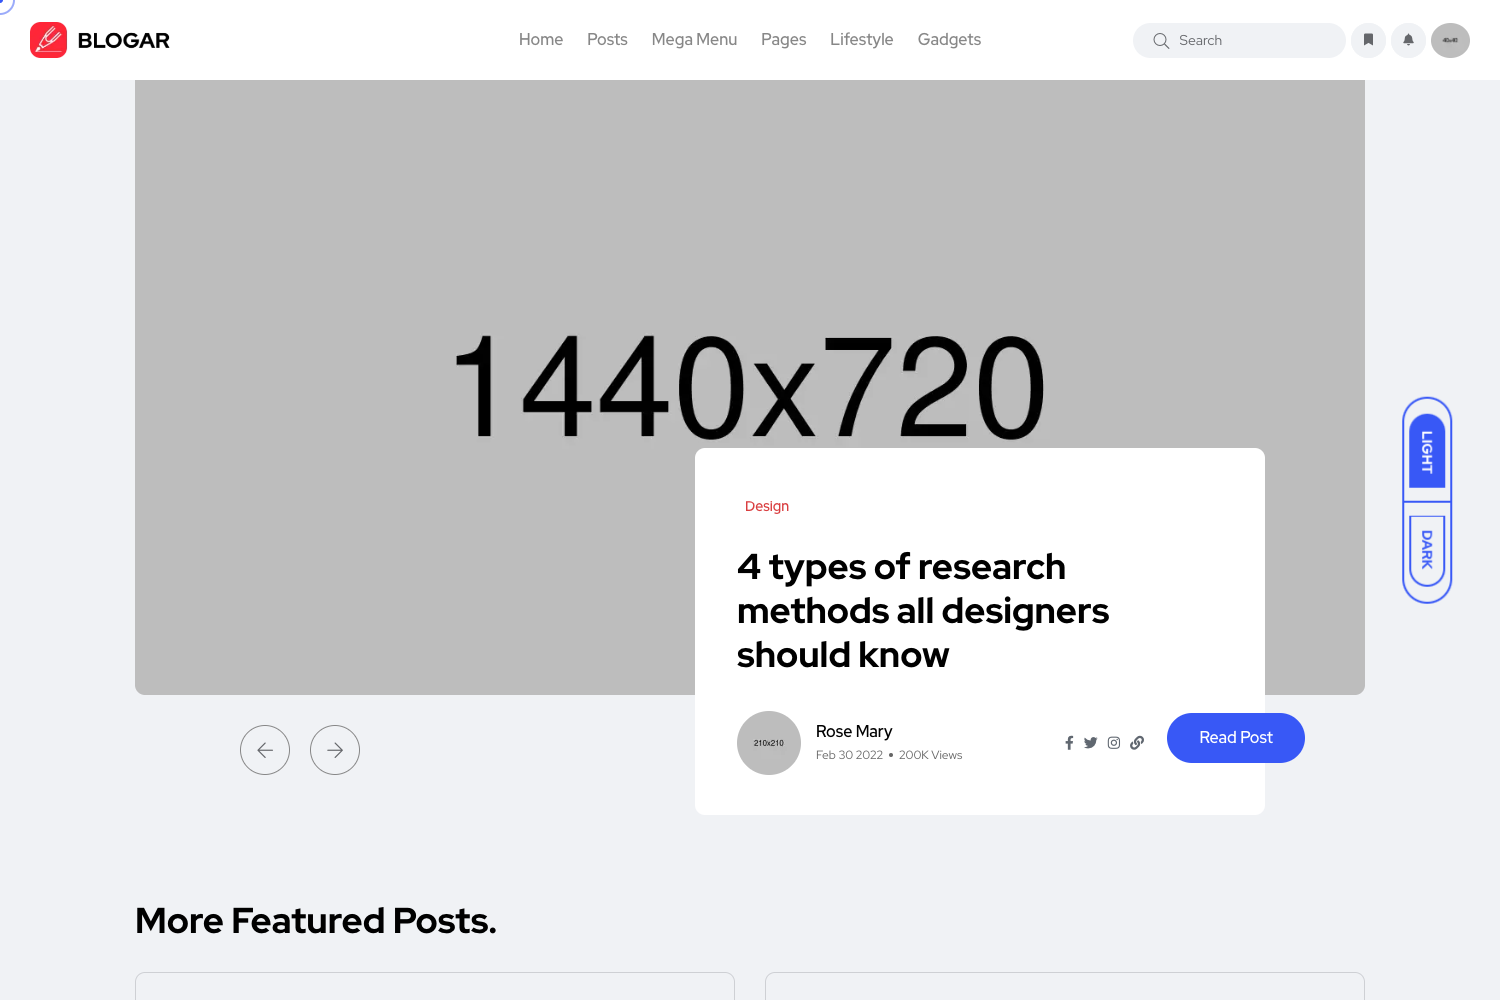 BLOGAR
Home Posts Mega Menu Pages Lifestyle Gadgets
Search
1440x720
LIGHT
DARK
Design
4 types of research
methods all designers
should know
210x210
Rose Mary
Feb 30 2022 • 200K Views
Read Post
More Featured Posts.